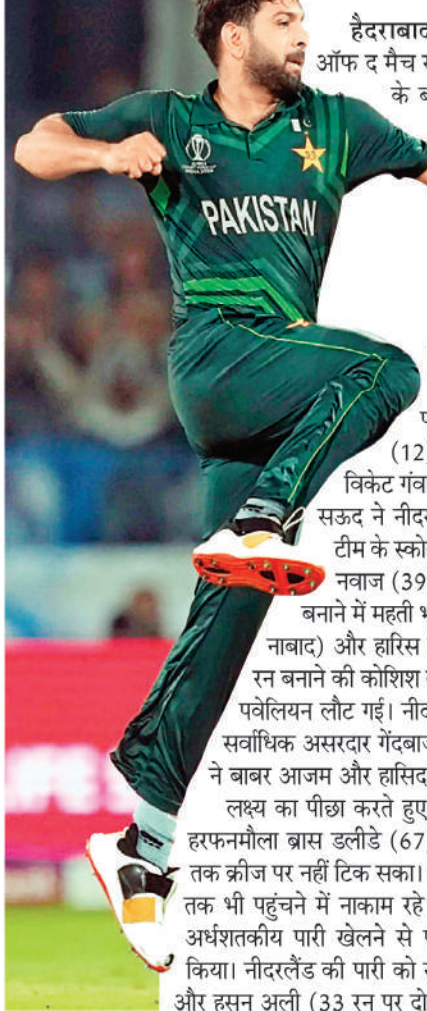 हैदराबाद
ऑफ द मैच
के
PAKISTAN
(12
विकेट
सऊद ने
टीम के
नवाज (39
बनाने में महती
नाबाद) और हारिस
रन बनाने की कोशिश
पवेलियन लौट गई।
सर्वाधिक असरदार
ने बाबर आजम और
लक्ष्य का पीछा करते हुए
हरफनमौला ब्रास डलीडे (67
तक क्रीज पर नहीं टिक सका।
तक भी पहुंचने में नाकाम रहे
अर्धशतकीय पारी खेलने से
किया। नीदरलैंड की पारी को
और हसन अली (33 रन पर दो